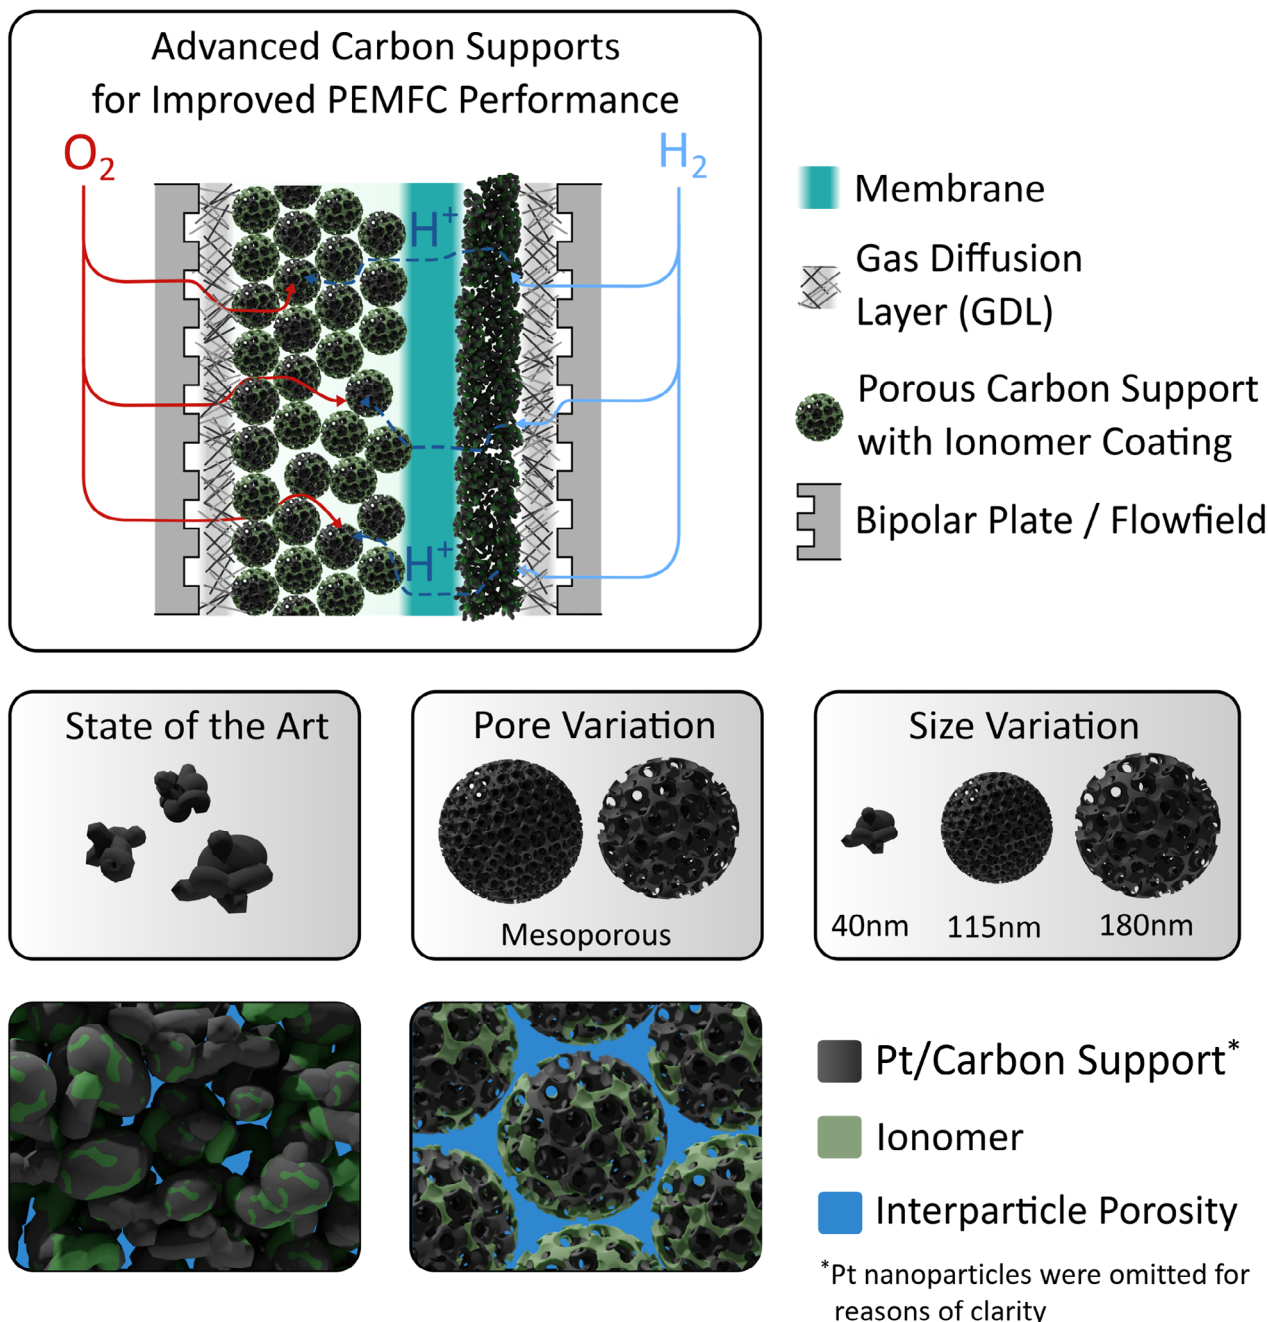 Advanced Carbon Supports
for Improved PEMFC Performance
O2
H2
H+
H+
Membrane
Gas Diffusion
Layer (GDL)
Porous Carbon Support
with Ionomer Coating
Bipolar Plate / Flowfield
State of the Art
Pore Variation
Mesoporous
Size Variation
40nm
115nm
180nm
Pt/Carbon Support*
Ionomer
Interparticle Porosity
*Pt nanoparticles were omitted for
reasons of clarity